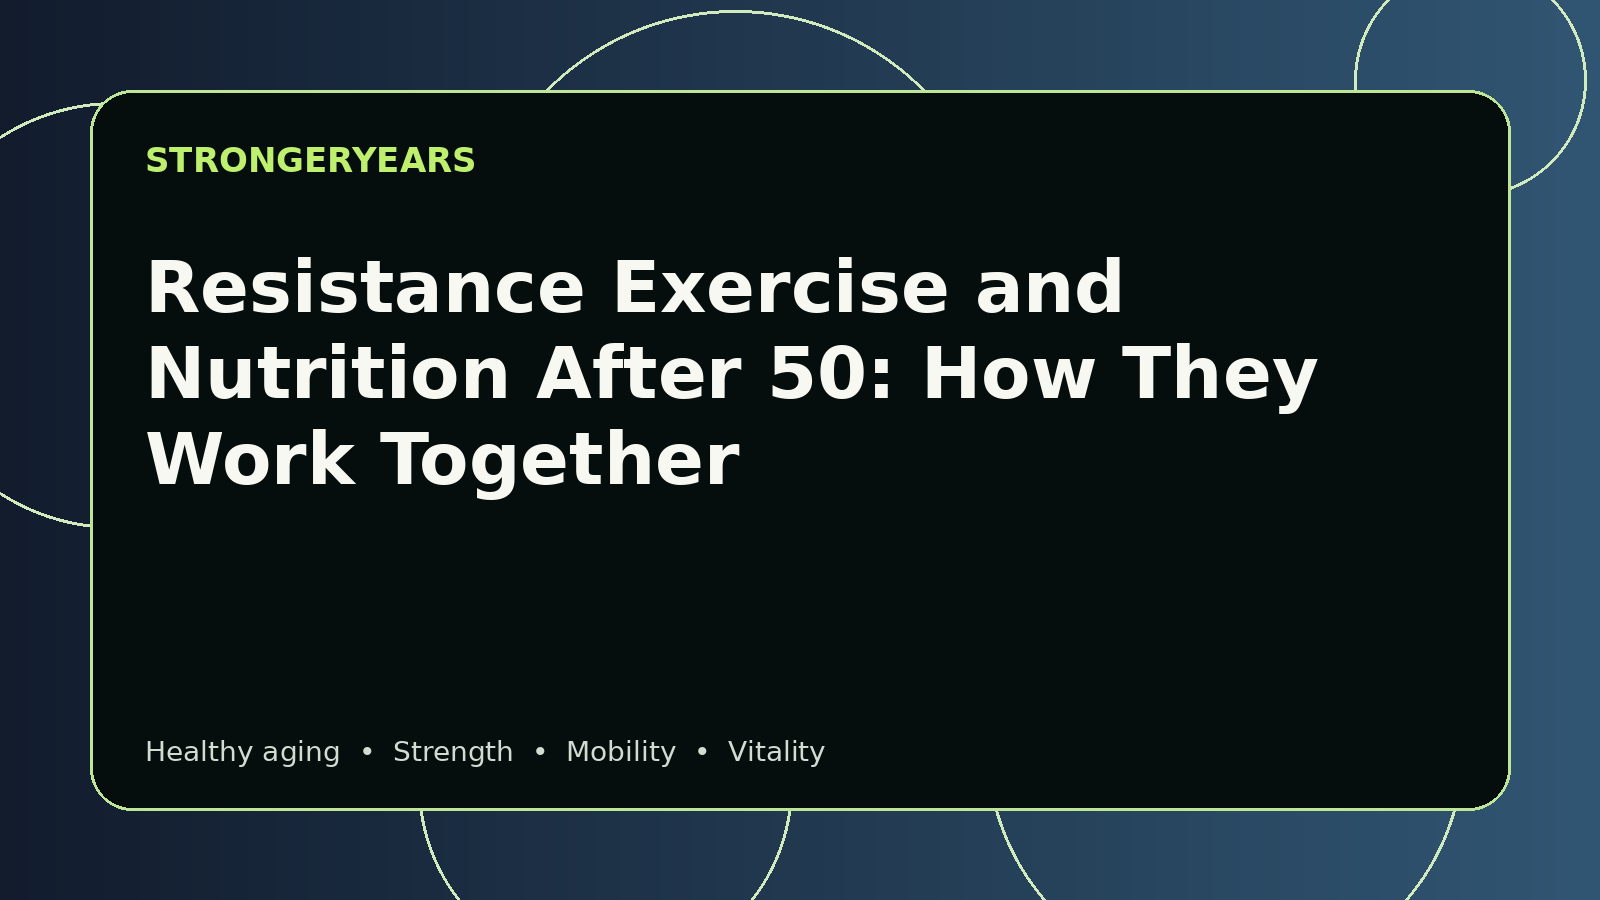 STRONGERYEARS
Resistance Exercise and
Nutrition After 50: How They
Work Together
Healthy aging • Strength • Mobility • Vitality